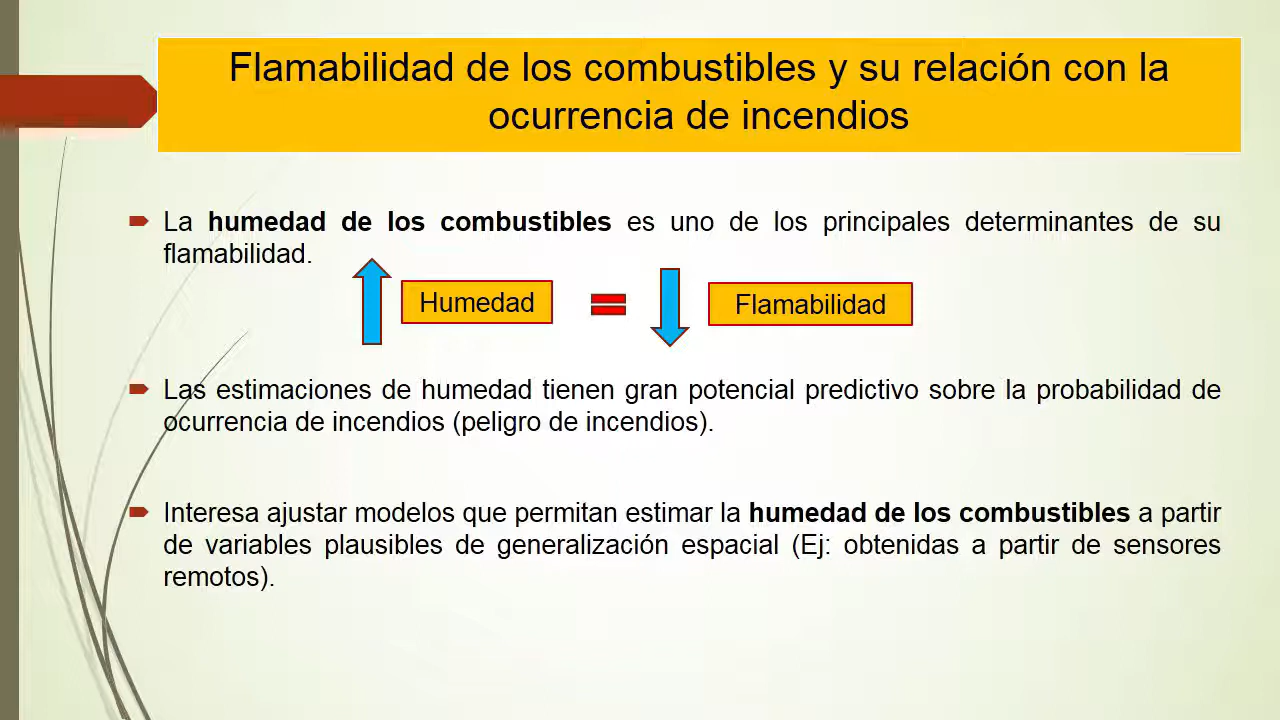 Flamabilidad de los combustibles y su relación con la
ocurrencia de incendios
La humedad de los combustibles es uno de los principales determinantes de su
flamabilidad.
Humedad
Flamabilidad
Las estimaciones de humedad tienen gran potencial predictivo sobre la probabilidad de
ocurrencia de incendios (peligro de incendios).
Interesa ajustar modelos que permitan estimar la humedad de los combustibles a partir
de variables plausibles de generalización espacial (Ej: obtenidas a partir de sensores
remotos).